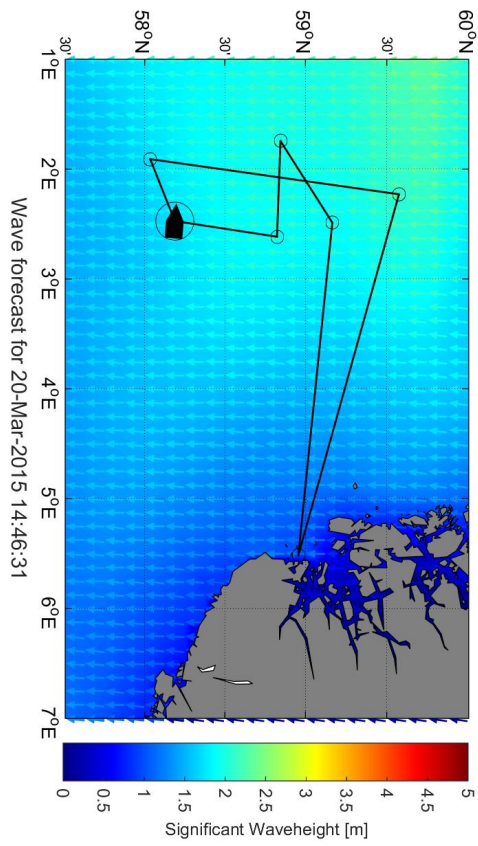 60°N
30'
59°N
30'
58°N
30'
1°E
2°E
3°E
4°E
5°E
6°E
7°E
Wave forecast for 20-Mar-2015 14:46:31
0
0.5
1
1.5
2
2.5
3
3.5
4
4.5
5
Significant Waveheight [m]